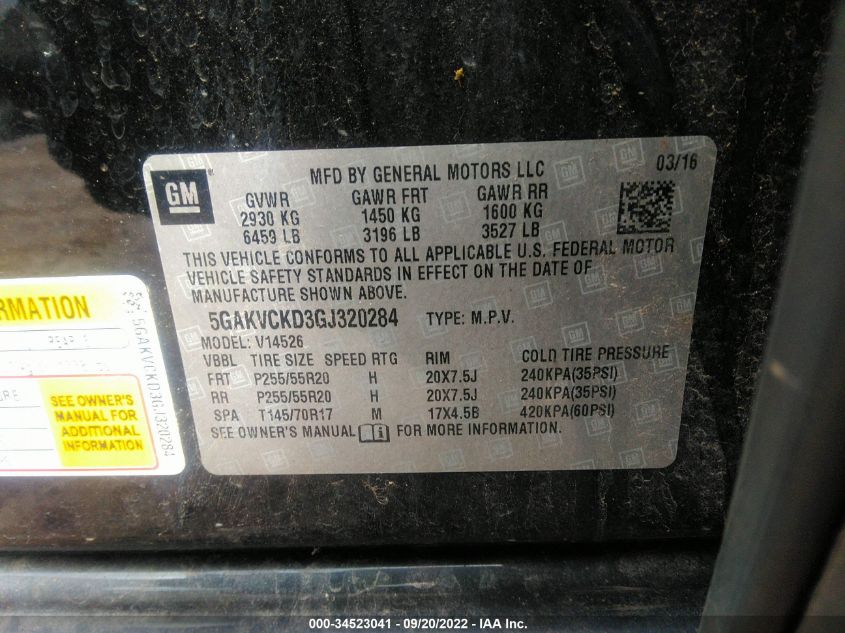 MFD BY GENERAL MOTORS LLC
03/16
GM
GVWR GAWR FRT GAWR RR
2930 KG 1450 KG 1600 KG
6459 LB 3196 LB 3527 LB
THIS VEHICLE CONFORMS TO ALL APPLICABLE U.S. FEDERAL MOTOR
VEHICLE SAFETY STANDARDS IN EFFECT ON THE DATE OF
MANUFACTURE SHOWN ABOVE.
5GAKVCKD3GJ320284 TYPE: M.P.V.
MODEL: V14526
VBBL TIRE SIZE SPEED RTG RIM COLD TIRE PRESSURE
FRT P255/55R20 H 20X7.5J 240KPA(35PSI)
RR P255/55R20 H 20X7.5J 240KPA(35PSI)
SPA T145/70R17 M 17X4.5B 420KPA(60PSI)
SEE OWNER'S MANUAL FOR MORE INFORMATION.
RMATION
SEE OWNER'S
MANUAL FOR
ADDITIONAL
INFORMATION
5GAKVCKD3GJ320284
000-34523041 - 09/20/2022 - IAA Inc.